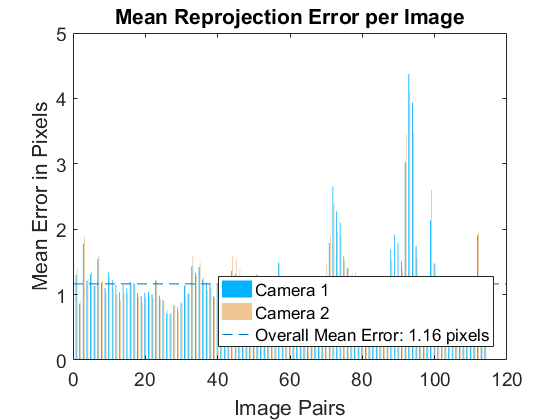 Mean Reprojection Error per Image
5
4
3
2
1
0
Mean Error in Pixels
Camera 1
Camera 2
Overall Mean Error: 1.16 pixels
0 20 40 60 80 100 120
Image Pairs